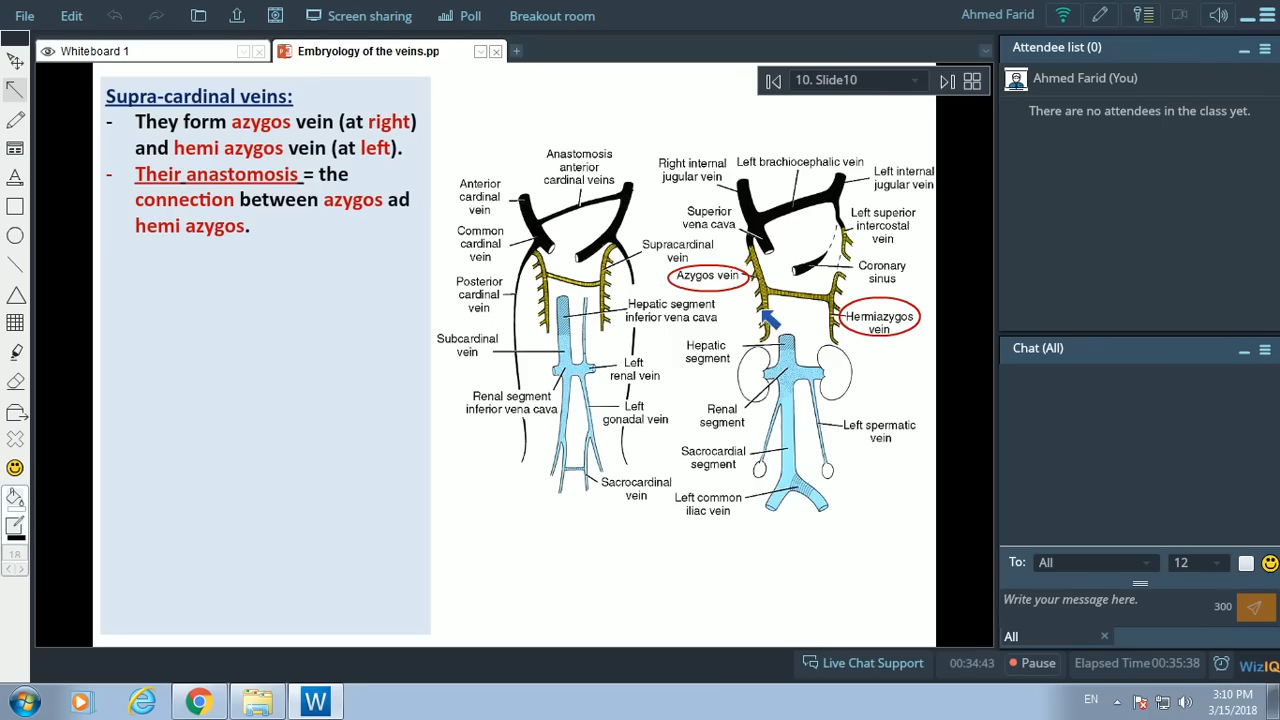 File
Edit
View
Screen sharing
Poll
Breakout room
Ahmed Farid
Whiteboard 1
Embryology of the veins.pp
10. Slide10
Attendee list (0)
Ahmed Farid (You)
There are no attendees in the class yet.
Supra-cardinal veins:
- They form azygos vein (at right)
and hemi azygos vein (at left).
- Their anastomosis = the
connection between azygos ad
hemi azygos.
Anastomosis
anterior
cardinal veins
Anterior
cardinal
vein
Common
cardinal
vein
Supracardinal
vein
Posterior
cardinal
vein
Hepatic segment
inferior vena cava
Subcardinal
vein
Left
renal vein
Renal segment
inferior vena cava
Left
gonadal vein
Sacrocardinal
vein
Right internal
jugular vein
Left brachiocephalic vein
Left internal
jugular vein
Superior
vena cava
Left superior
intercostal
vein
Azygos vein
Coronary
sinus
Hemiazygos
vein
Hepatic
segment
Renal
segment
Left spermatic
vein
Sacrocardial
segment
Left common
iliac vein
Chat (All)
To:
All
12
Write your message here.
300
All
18
Live Chat Support
00:34:43
Pause
Elapsed Time 00:35:38
WizIQ
EN
3:10 PM
3/15/2018